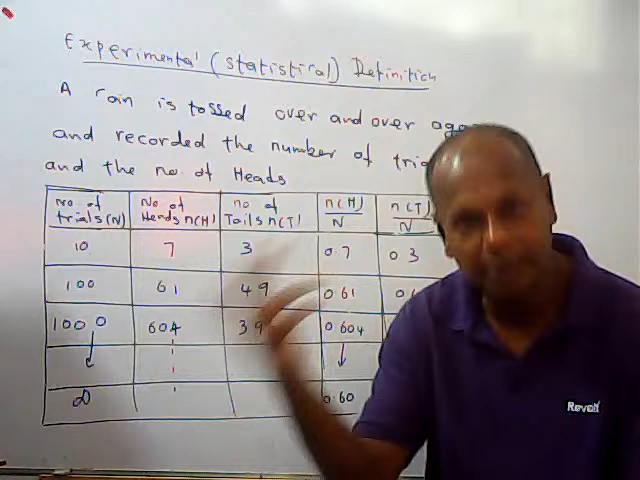 Experimental (Statistiral) Definition
A coin is tossed over and over
and recorded the number of
and the no. of Heads
No of trials(N) No of Heads n(H) no of Tails n(T) n(H)/N n(T)/N
10 7 3 0.7 0 3
100 61 49 0 61
1000 604 0 604
∞ 0.60
Revolt